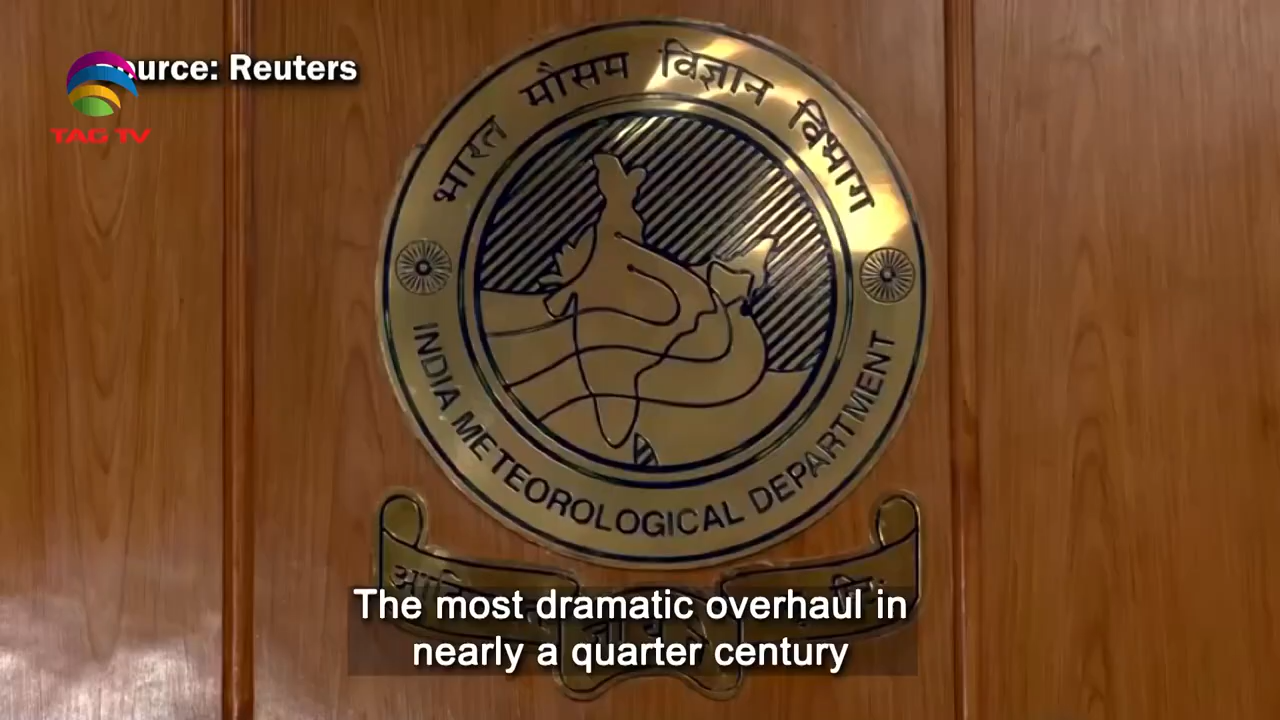 Source: Reuters
TAG TV
भारत मौसम विज्ञान विभाग
INDIA METEOROLOGICAL DEPARTMENT
The most dramatic overhaul in
nearly a quarter century